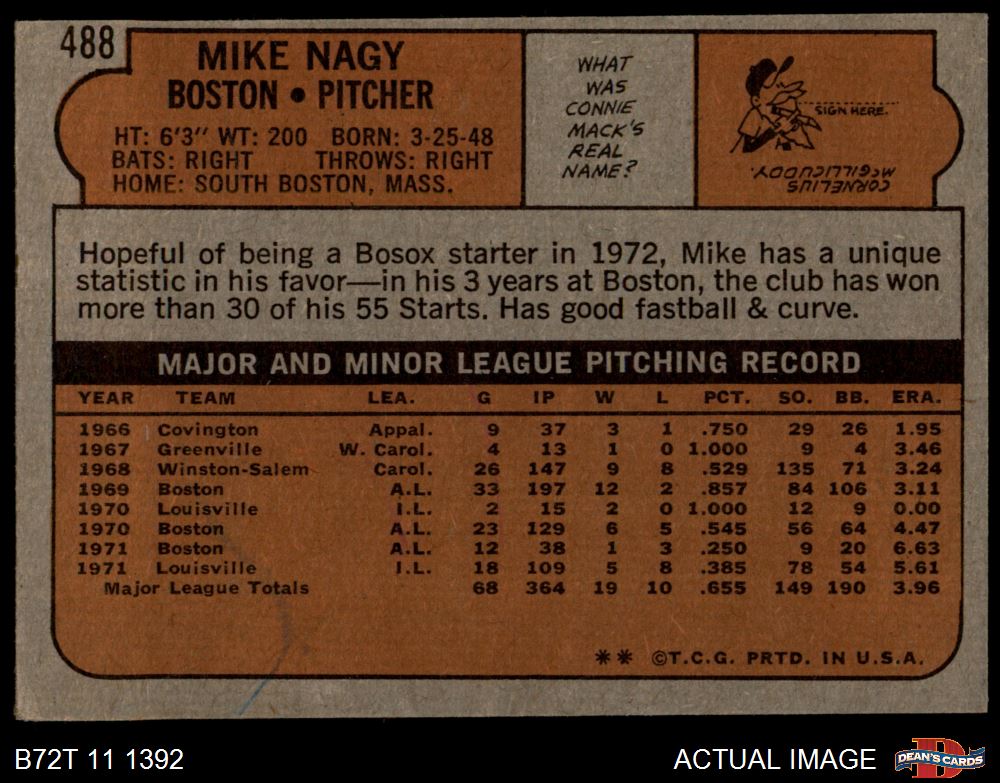 488
MIKE NAGY
BOSTON • PITCHER
HT: 6'3" WT: 200 BORN: 3-25-48
BATS: RIGHT THROWS: RIGHT
HOME: SOUTH BOSTON, MASS.
WHAT
WAS
CONNIE
MACK'S
REAL
NAME?
SIGN HERE.
CORNELIUS
McGILLICUDDY.
Hopeful of being a Bosox starter in 1972, Mike has a unique
statistic in his favor—in his 3 years at Boston, the club has won
more than 30 of his 55 Starts. Has good fastball & curve.
MAJOR AND MINOR LEAGUE PITCHING RECORD
YEAR TEAM LEA. G IP W L PCT. SO. BB. ERA.
1966 Covington Appal. 9 37 3 1 .750 29 26 1.95
1967 Greenville W. Carol. 4 13 1 0 1.000 9 4 3.46
1968 Winston-Salem Carol. 26 147 9 8 .529 135 71 3.24
1969 Boston A.L. 33 197 12 2 .857 84 106 3.11
1970 Louisville I.L. 2 15 2 0 1.000 12 9 0.00
1970 Boston A.L. 23 129 6 5 .545 56 64 4.47
1971 Boston A.L. 12 38 1 3 .250 9 20 6.63
1971 Louisville I.L. 18 109 5 8 .385 78 54 5.61
Major League Totals 68 364 19 10 .655 149 190 3.96
** ©T.C.G. PRTD. IN U.S.A.
B72T 11 1392
ACTUAL IMAGE
D
DEAN'S CARDS